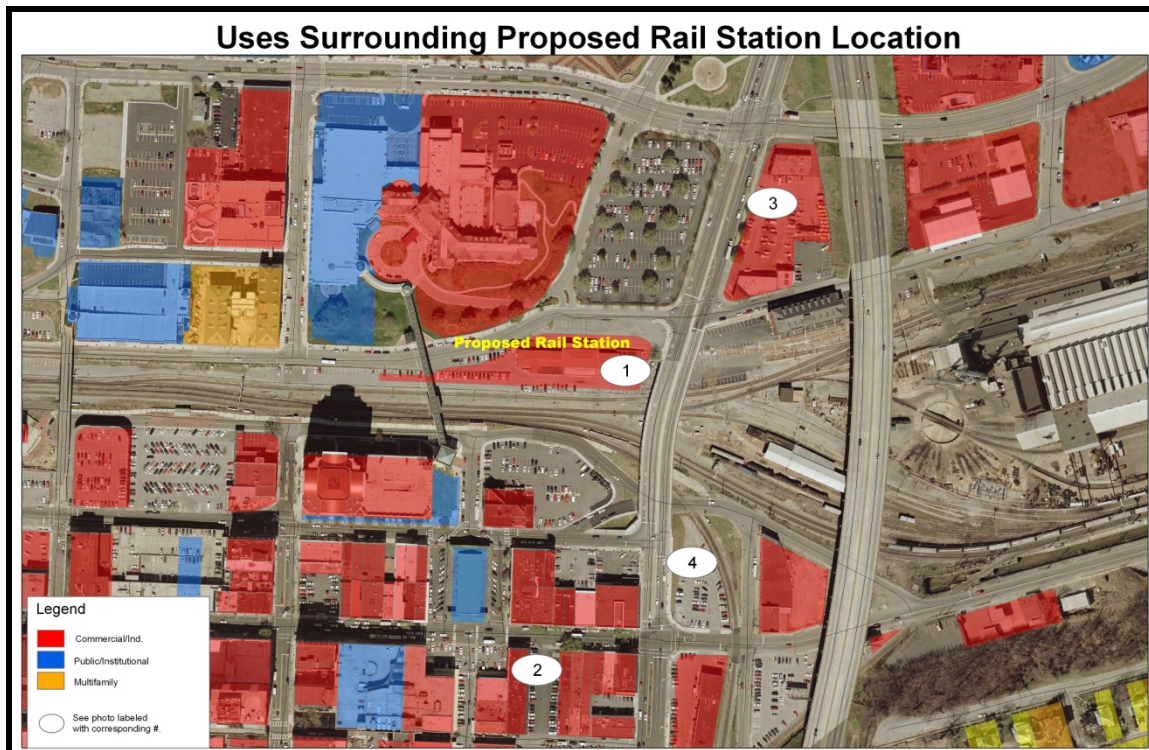 Uses Surrounding Proposed Rail Station Location
3
Proposed Rail Station
1
4
2
Legend
Commercial/Ind.
Public/Institutional
Multifamily
See photo labeled
with corresponding #.